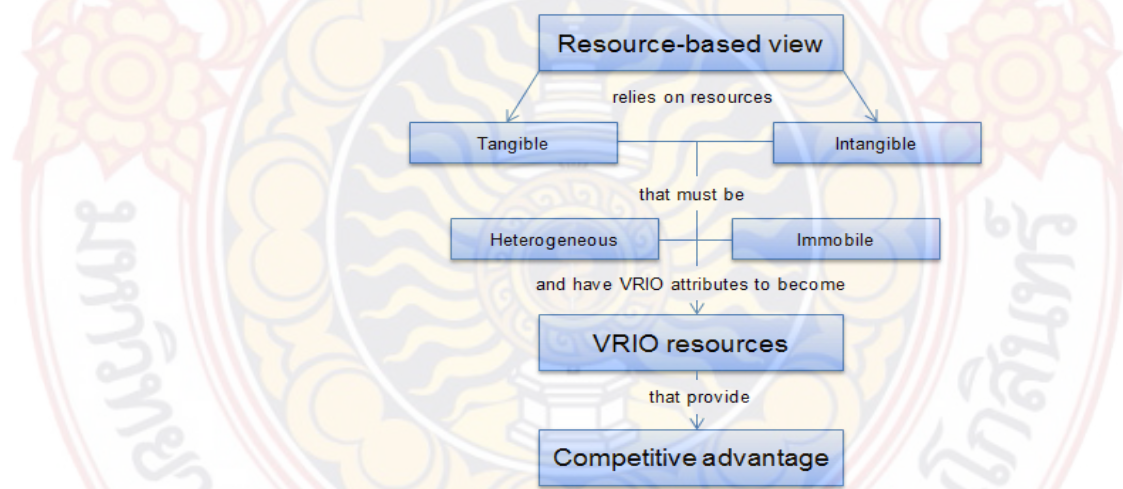 Resource-based view
relies on resources
Tangible
Intangible
that must be
Heterogeneous
Immobile
and have VRIO attributes to become
VRIO resources
that provide
Competitive advantage